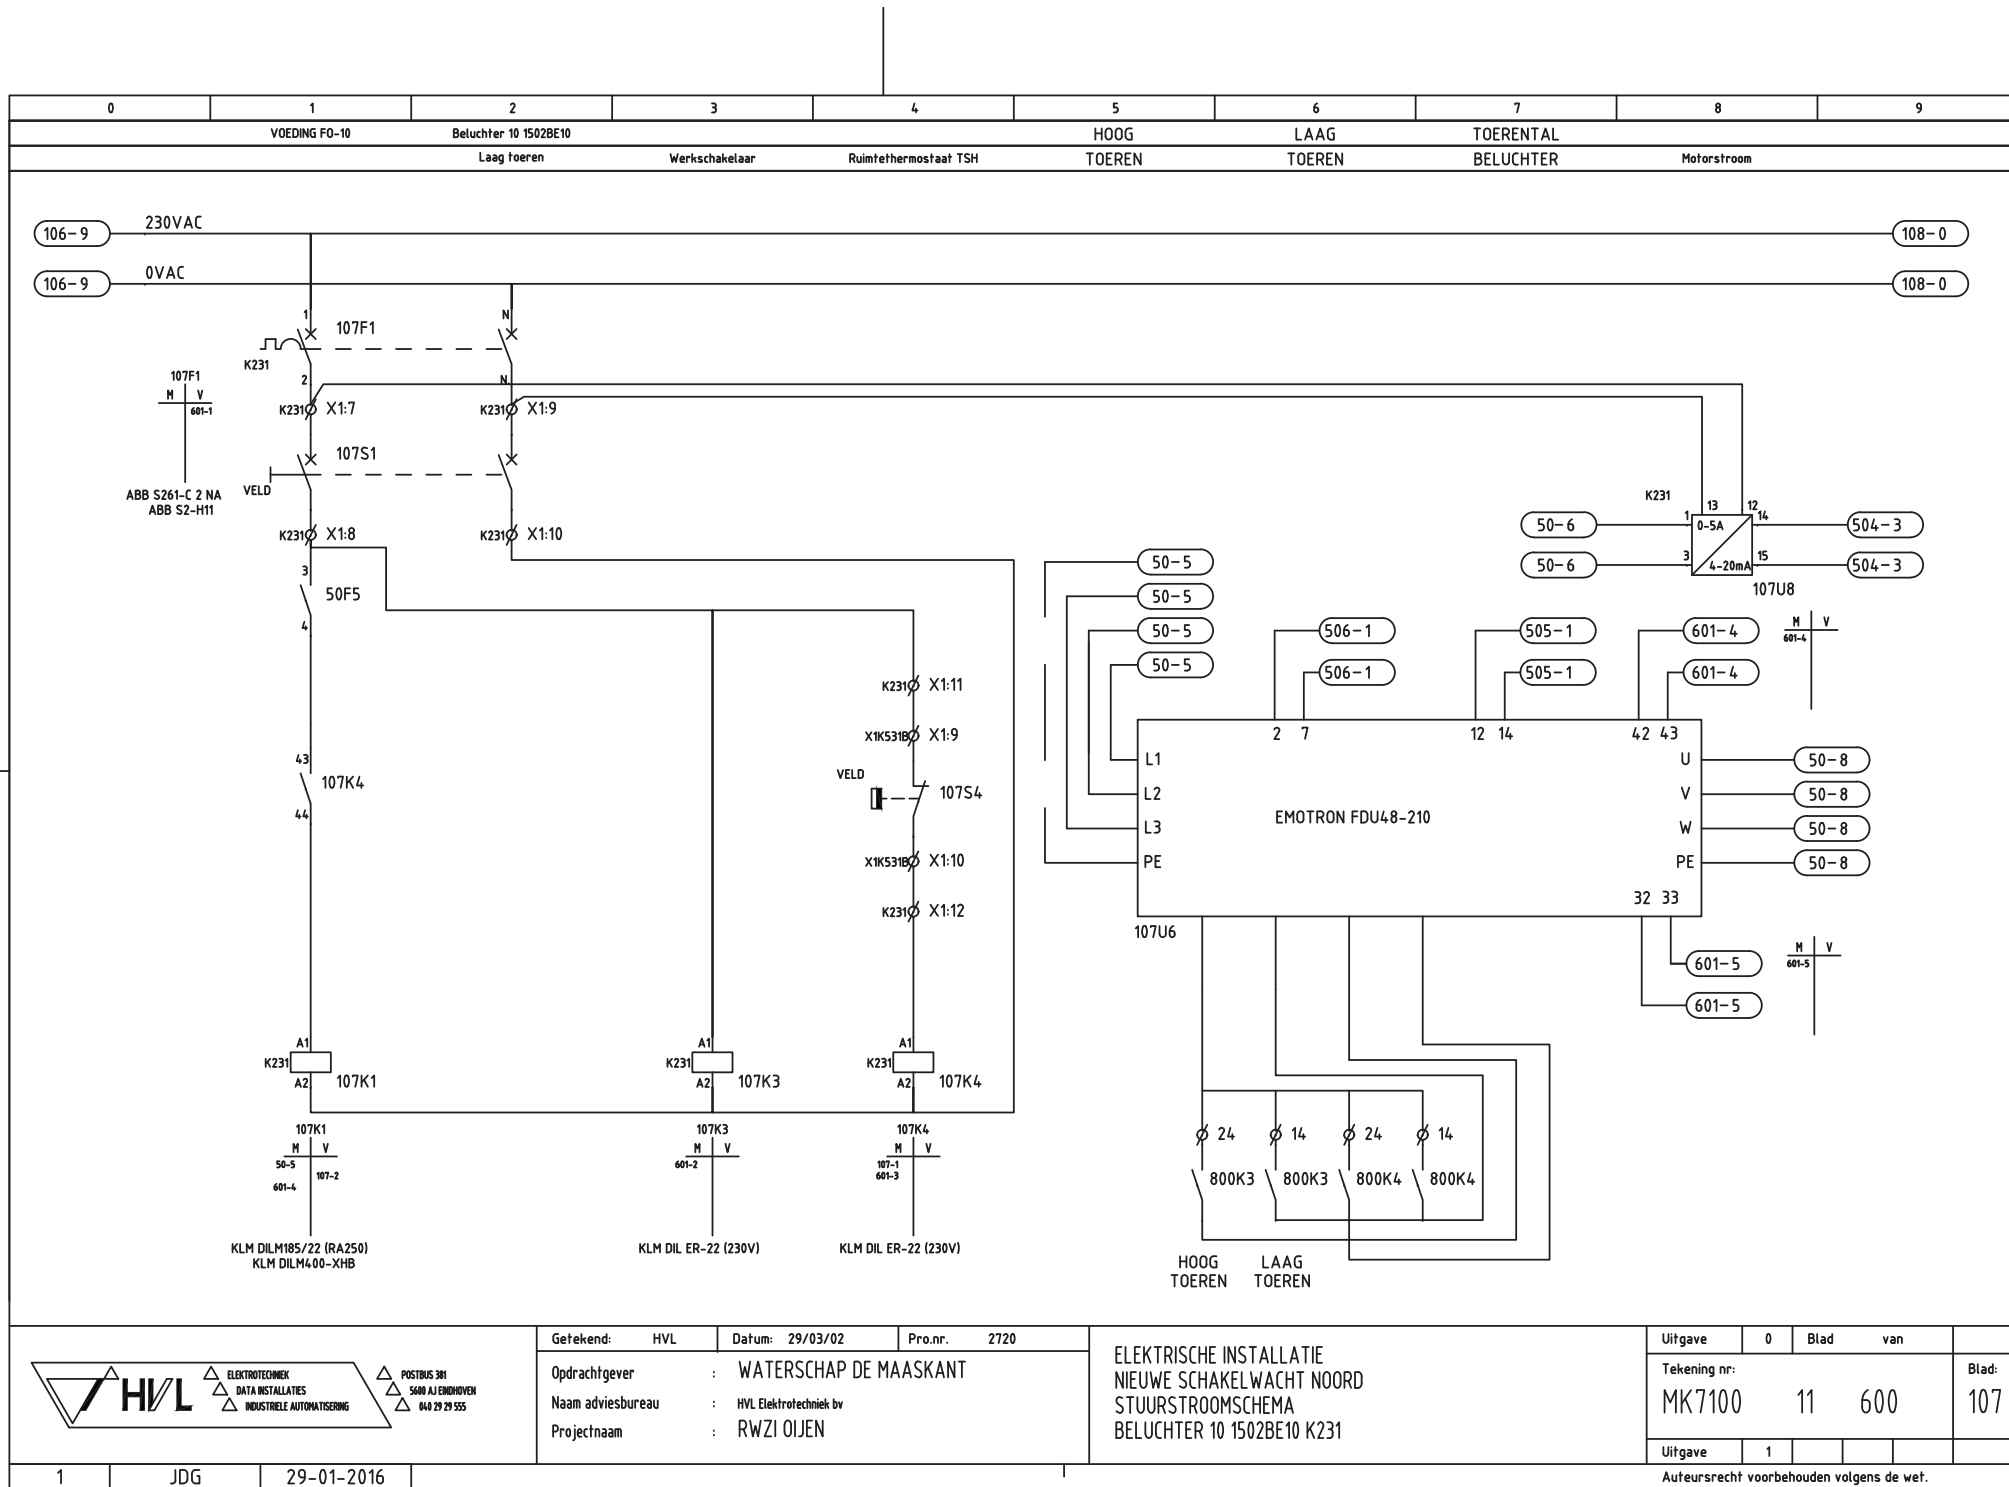 0 1 2 3 4 5 6 7 8 9
VOEDING FO-10 Beluchter 10 1502BE10 HOOG LAAG TOERENTAL
Laag toeren Werkschakelaar Ruimtethermostaat TSH TOEREN TOEREN BELUCHTER Motorstroom
106-9 230VAC 108-0
106-9 0VAC 108-0
1 107F1 N
K231
2 N
107F1
M V
601-1
K231 X1:7 K231 X1:9
107S1
VELD
ABB S261-C 2 NA
ABB S2-H11
K231 X1:8 K231 X1:10
3
50F5
4
43
107K4
44
K231 X1:11
X1K531B X1:9
VELD
107S4
X1K531B X1:10
K231 X1:12
K231 13 12
50-6 1 0-5A 14 504-3
50-6 3 4-20mA 15 504-3
107U8
50-5
50-5
50-5
50-5
506-1 505-1 601-4
506-1 505-1 601-4
M V
601-4
2 7 12 14 42 43
L1 U 50-8
L2 V 50-8
EMOTRON FDU48-210
L3 W 50-8
PE PE 50-8
32 33
107U6
601-5
601-5
M V
601-5
A1 A1 A1
K231 K231 K231
A2 107K1 A2 107K3 A2 107K4
107K1 107K3 107K4
M V M V M V
50-5 107-2 601-2 107-1
601-4 601-3
KLM DILM185/22 (RA250) KLM DIL ER-22 (230V) KLM DIL ER-22 (230V)
KLM DILM400-XHB
24 14 24 14
800K3 800K3 800K4 800K4
HOOG LAAG
TOEREN TOEREN
HVL
ELEKTROTECHNIEK
DATA INSTALLATIES
INDUSTRIELE AUTOMATISERING
POSTBUS 381
5600 AJ EINDHOVEN
040 29 29 555
Getekend: HVL Datum: 29/03/02 Pro.nr. 2720
Opdrachtgever : WATERSCHAP DE MAASKANT
Naam adviesbureau : HVL Elektrotechniek bv
Projectnaam : RWZI OIJEN
ELEKTRISCHE INSTALLATIE
NIEUWE SCHAKELWACHT NOORD
STUURSTROOMSCHEMA
BELUCHTER 10 1502BE10 K231
Uitgave 0 Blad van
Tekening nr: Blad:
MK7100 11 600 107
Uitgave 1
1 JDG 29-01-2016
Auteursrecht voorbehouden volgens de wet.